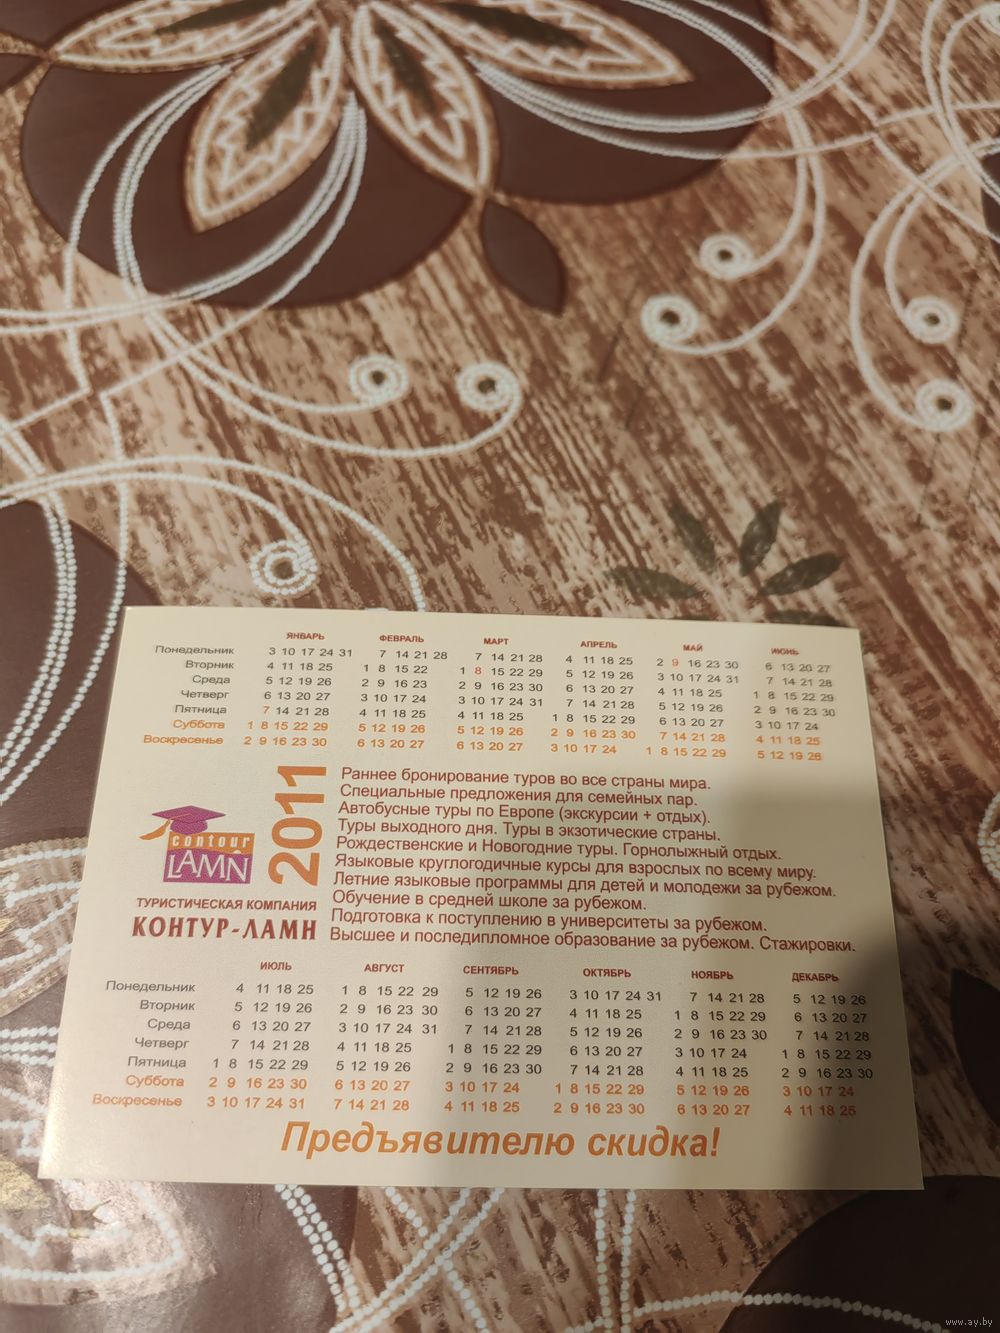 ЯНВАРЬ ФЕВРАЛЬ МАРТ АПРЕЛЬ МАЙ ИЮНЬ
Понедельник 3 10 17 24 31 7 14 21 28 7 14 21 28 4 11 18 25 2 9 16 23 30 6 13 20 27
Вторник 4 11 18 25 1 8 15 22 1 8 15 22 29 5 12 19 26 3 10 17 24 31 7 14 21 28
Среда 5 12 19 26 2 9 16 23 2 9 16 23 30 6 13 20 27 4 11 18 25 1 8 15 22 29
Четверг 6 13 20 27 3 10 17 24 3 10 17 24 31 7 14 21 28 5 12 19 26 2 9 16 23 30
Пятница 7 14 21 28 4 11 18 25 4 11 18 25 1 8 15 22 29 6 13 20 27 3 10 17 24
Суббота 1 8 15 22 29 5 12 19 26 5 12 19 26 2 9 16 23 30 7 14 21 28 4 11 18 25
Воскресенье 2 9 16 23 30 6 13 20 27 6 13 20 27 3 10 17 24 1 8 15 22 29 5 12 19 26
contour
LAMN
2011
ТУРИСТИЧЕСКАЯ КОМПАНИЯ
КОНТУР-ЛАМН
Раннее бронирование туров во все страны мира.
Специальные предложения для семейных пар.
Автобусные туры по Европе (экскурсии + отдых).
Туры выходного дня. Туры в экзотические страны.
Рождественские и Новогодние туры. Горнолыжный отдых.
Языковые круглогодичные курсы для взрослых по всему миру.
Летние языковые программы для детей и молодежи за рубежом.
Обучение в средней школе за рубежом.
Подготовка к поступлению в университеты за рубежом.
Высшее и последипломное образование за рубежом. Стажировки.
ИЮЛЬ АВГУСТ СЕНТЯБРЬ ОКТЯБРЬ НОЯБРЬ ДЕКАБРЬ
Понедельник 4 11 18 25 1 8 15 22 29 5 12 19 26 3 10 17 24 31 7 14 21 28 5 12 19 26
Вторник 5 12 19 26 2 9 16 23 30 6 13 20 27 4 11 18 25 1 8 15 22 29 6 13 20 27
Среда 6 13 20 27 3 10 17 24 31 7 14 21 28 5 12 19 26 2 9 16 23 30 7 14 21 28
Четверг 7 14 21 28 4 11 18 25 1 8 15 22 29 6 13 20 27 3 10 17 24 1 8 15 22 29
Пятница 1 8 15 22 29 5 12 19 26 2 9 16 23 30 7 14 21 28 4 11 18 25 2 9 16 23 30
Суббота 2 9 16 23 30 6 13 20 27 3 10 17 24 1 8 15 22 29 5 12 19 26 3 10 17 24
Воскресенье 3 10 17 24 31 7 14 21 28 4 11 18 25 2 9 16 23 30 6 13 20 27 4 11 18 25
Предъявителю скидка!
www.ay.by